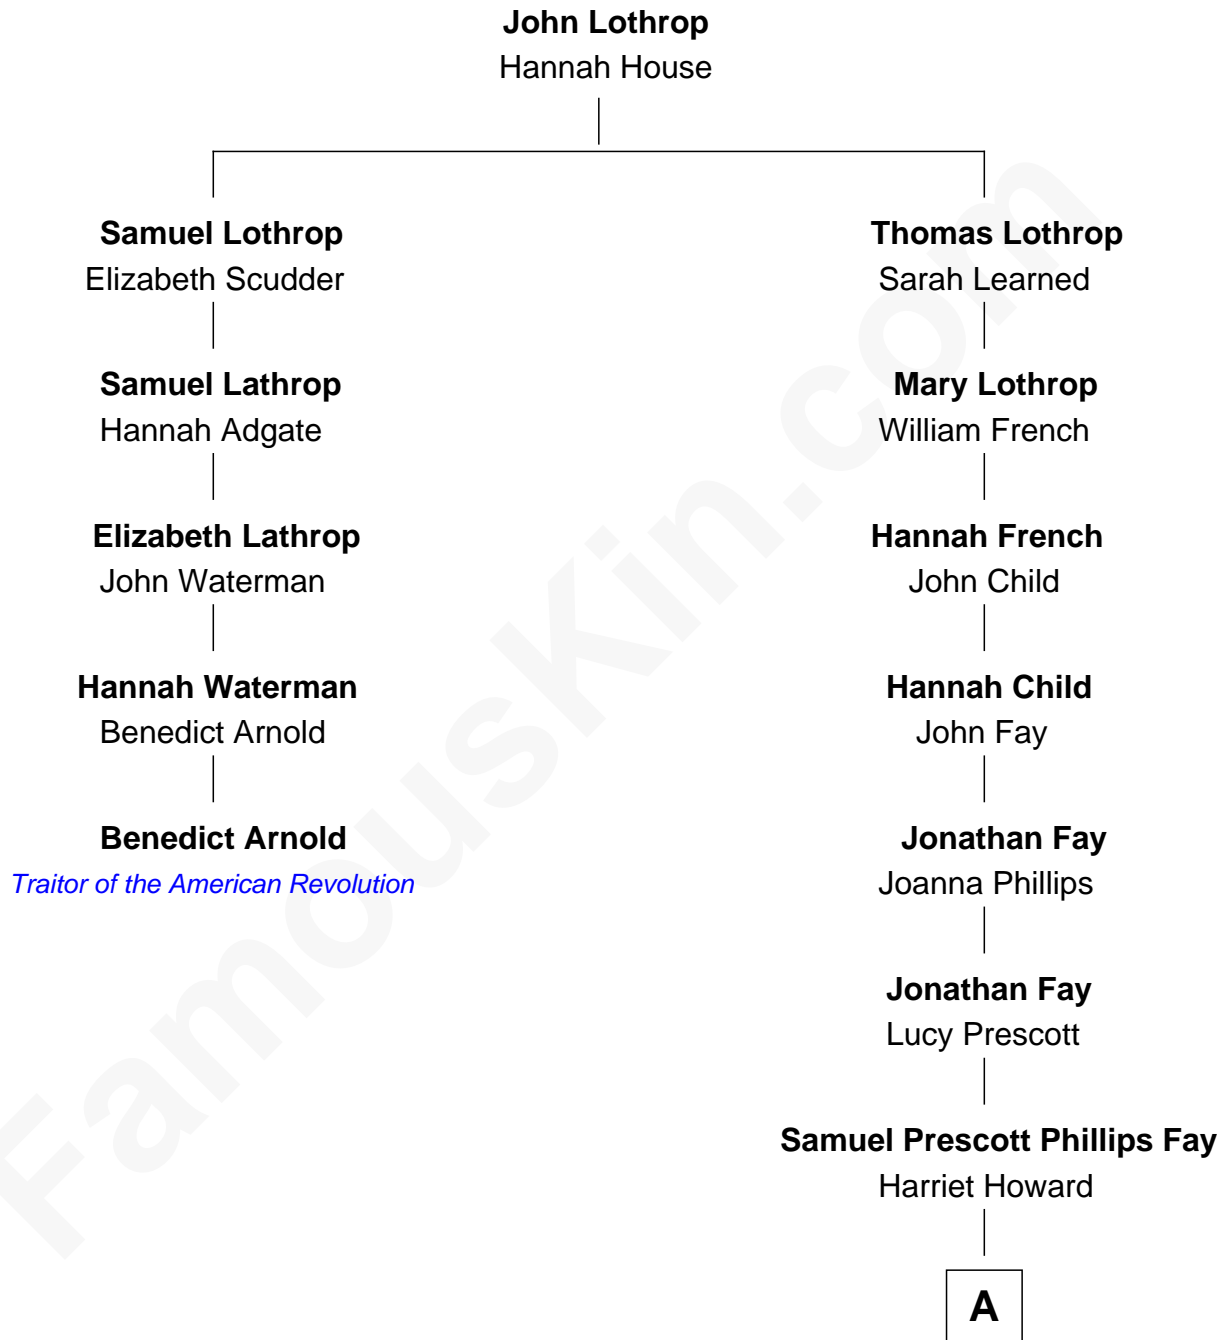 John Lothrop
Hannah House
Samuel Lothrop
Elizabeth Scudder
Samuel Lathrop
Hannah Adgate
Elizabeth Lathrop
John Waterman
Hannah Waterman
Benedict Arnold
Benedict Arnold
Traitor of the American Revolution
Thomas Lothrop
Sarah Learned
Mary Lothrop
William French
Hannah French
John Child
Hannah Child
John Fay
Jonathan Fay
Joanna Phillips
Jonathan Fay
Lucy Prescott
Samuel Prescott Phillips Fay
Harriet Howard
A
FamousKin.com